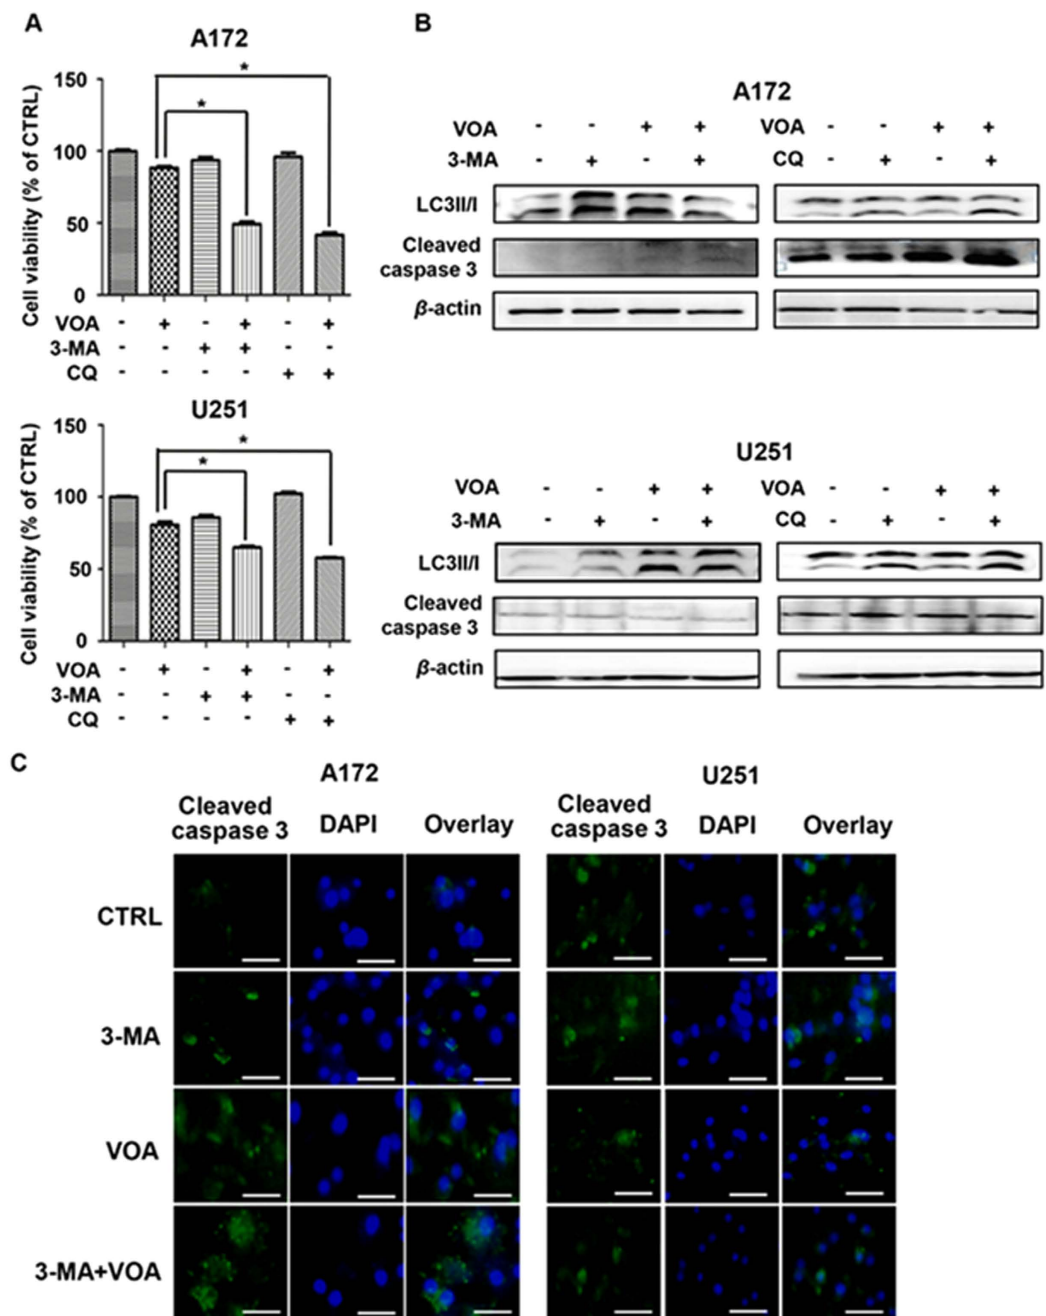 A
A172
150
100
50
0
Cell viability (% of CTRL)
*
*
VOA - + - + - +
3-MA - - + + - -
CQ - - - - + +
U251
150
100
50
0
Cell viability (% of CTRL)
*
*
VOA - + - + - +
3-MA - - + + - -
CQ - - - - + +
B
A172
VOA - - + +
3-MA - + - +
VOA - - + +
CQ - + - +
LC3II/I
Cleaved
caspase 3
β-actin
U251
VOA - - + +
3-MA - + - +
VOA - - + +
CQ - + - +
LC3II/I
Cleaved
caspase 3
β-actin
C
A172
U251
Cleaved
caspase 3
DAPI
Overlay
Cleaved
caspase 3
DAPI
Overlay
CTRL
3-MA
VOA
3-MA+VOA